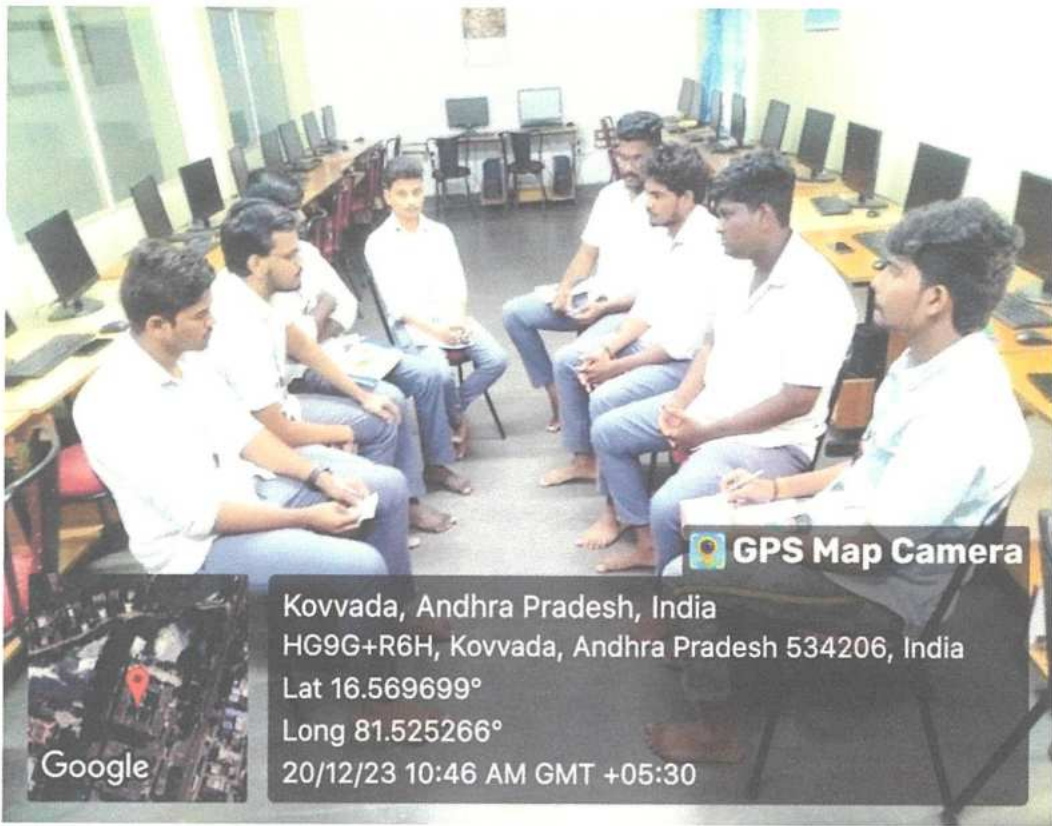 GPS Map Camera
Kovvada, Andhra Pradesh, India
HG9G+R6H, Kovvada, Andhra Pradesh 534206, India
Lat 16.569699°
Long 81.525266°
20/12/23 10:46 AM GMT +05:30
Google